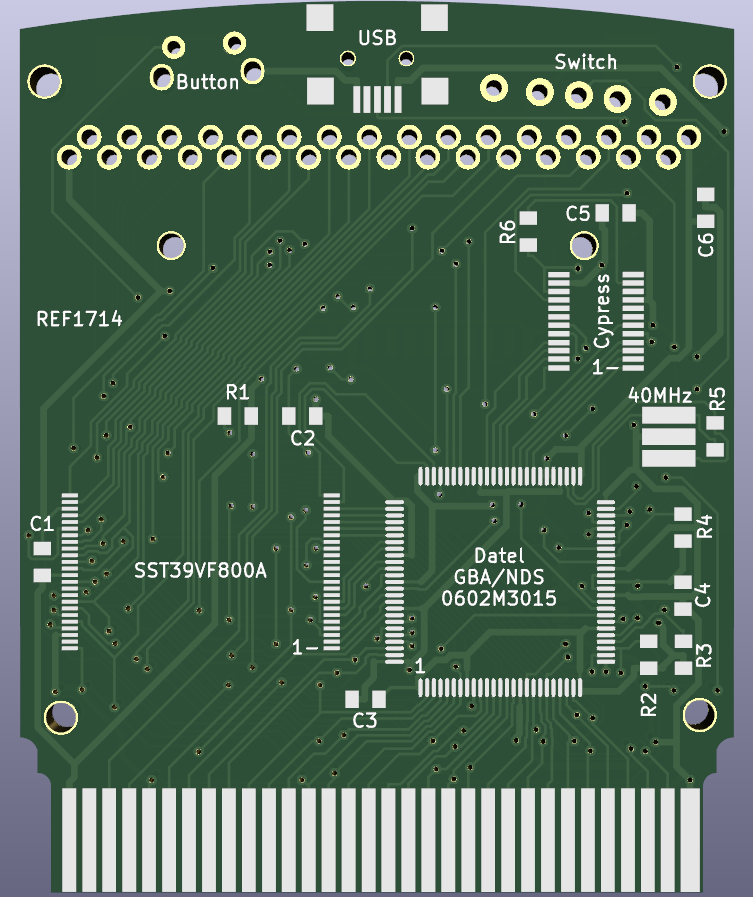 USB
Switch
Button
C5
R6
C6
Cypress
REF1714
1-
R1
40MHz
R5
C2
C1
R4
SST39VF800A
Datel
GBA/NDS
0602M3015
C4
1-
1
R3
R2
C3